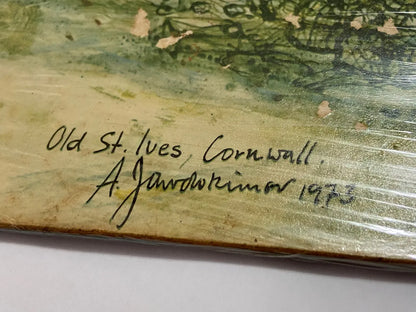 Old St. Ives, Cornwall.
A. Jawdokimov 1973